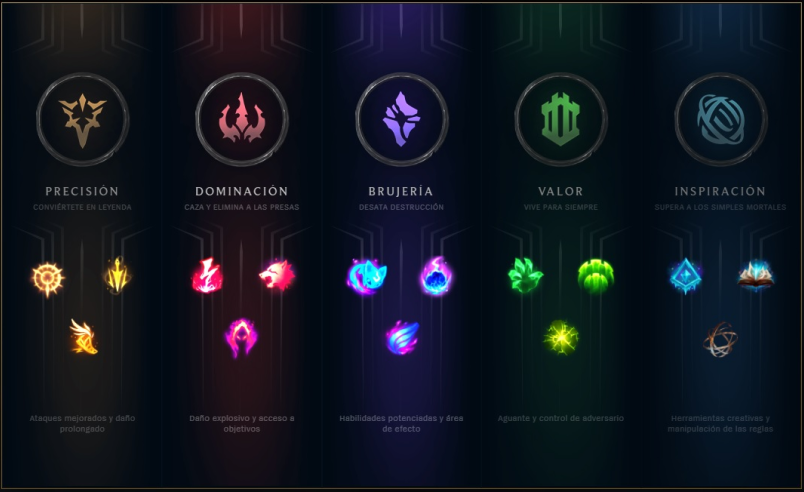 PRECISIÓN
CONVIÉRTETE EN LEYENDA
Ataques mejorados y daño
prolongado
DOMINACIÓN
CAZA Y ELIMINA A LAS PRESAS
Daño explosivo y acceso a
objetivos
BRUJERÍA
DESATA DESTRUCCIÓN
Habilidades potenciadas y área
de efecto
VALOR
VIVE PARA SIEMPRE
Aguante y control de adversario
INSPIRACIÓN
SUPERA A LOS SIMPLES MORTALES
Herramientas creativas y
manipulación de las reglas